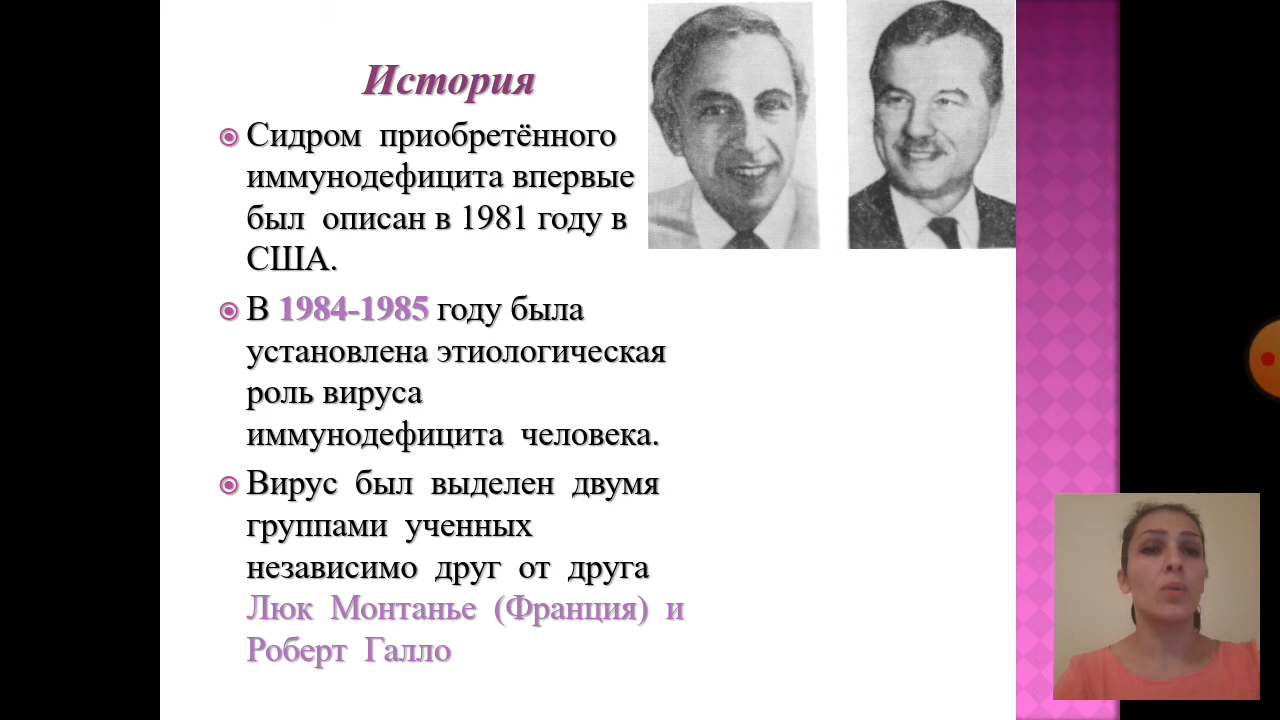 История
Сидром приобретённого
иммунодефицита впервые
был описан в 1981 году в
США.
В 1984-1985 году была
установлена этиологическая
роль вируса
иммунодефицита человека.
Вирус был выделен двумя
группами ученных
независимо друг от друга
Люк Монтанье (Франция) и
Роберт Галло